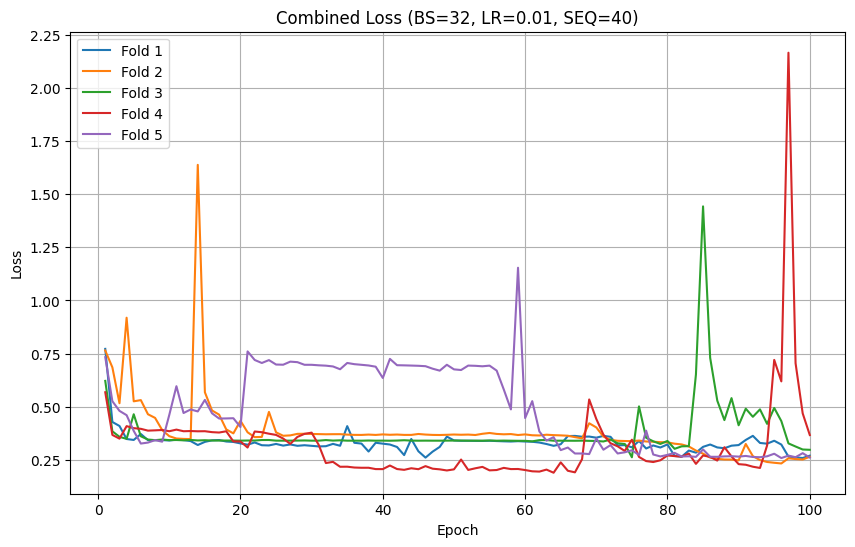 Combined Loss (BS=32, LR=0.01, SEQ=40)
2.25
2.00
1.75
1.50
1.25
1.00
0.75
0.50
0.25
Loss
Fold 1
Fold 2
Fold 3
Fold 4
Fold 5
0 20 40 60 80 100
Epoch